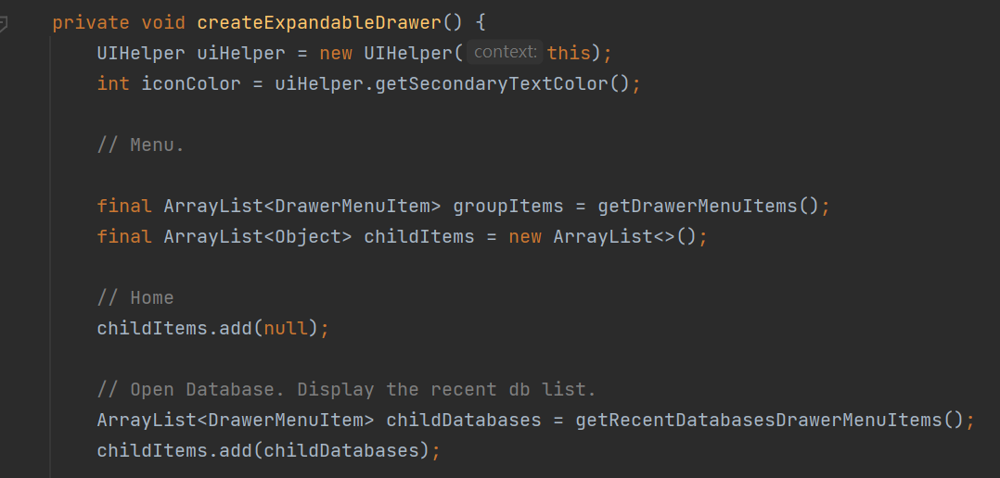 private void createExpandableDrawer() {
UIHelper uiHelper = new UIHelper( context: this);
int iconColor = uiHelper.getSecondaryTextColor();
// Menu.
final ArrayList<DrawerMenuItem> groupItems = getDrawerMenuItems();
final ArrayList<Object> childItems = new ArrayList<>();
// Home
childItems.add(null);
// Open Database. Display the recent db list.
ArrayList<DrawerMenuItem> childDatabases = getRecentDatabasesDrawerMenuItems();
childItems.add(childDatabases);